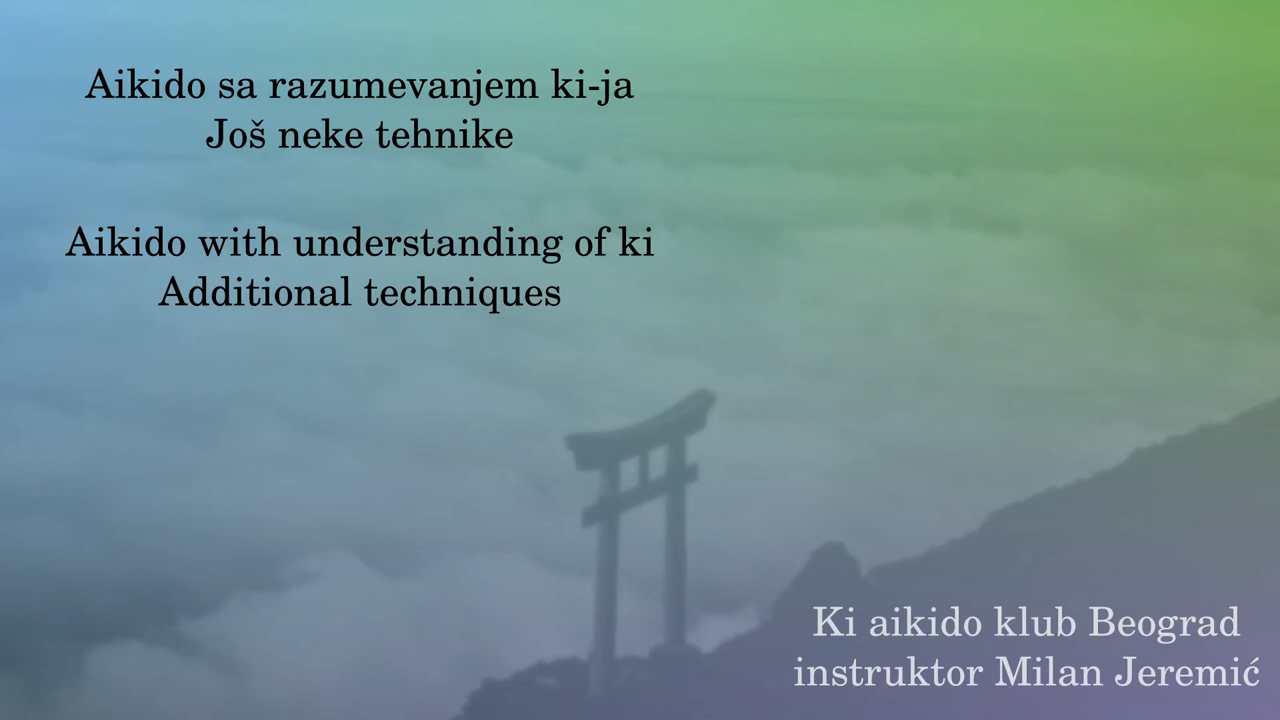 Aikido sa razumevanjem ki-ja
Još neke tehnike
Aikido with understanding of ki
Additional techniques
Ki aikido klub Beograd
instruktor Milan Jeremić